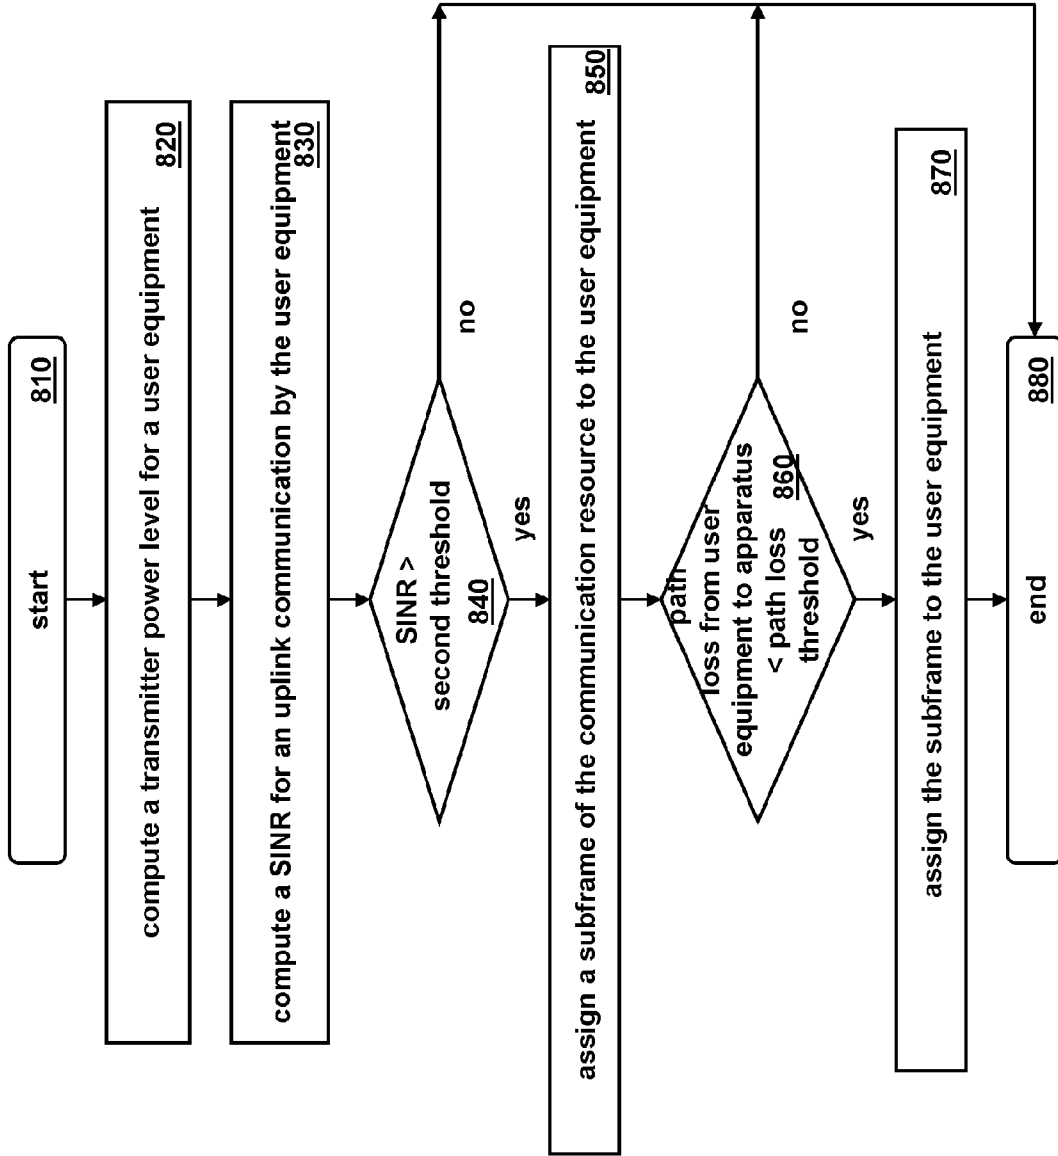 start
810
compute a transmitter power level for a user equipment
820
compute a SINR for an uplink communication by the user equipment
830
SINR >
second threshold
840
no
yes
assign a subframe of the communication resource to the user equipment
850
path
loss from user
equipment to apparatus
< path loss 860
threshold
no
yes
assign the subframe to the user equipment
870
end
880